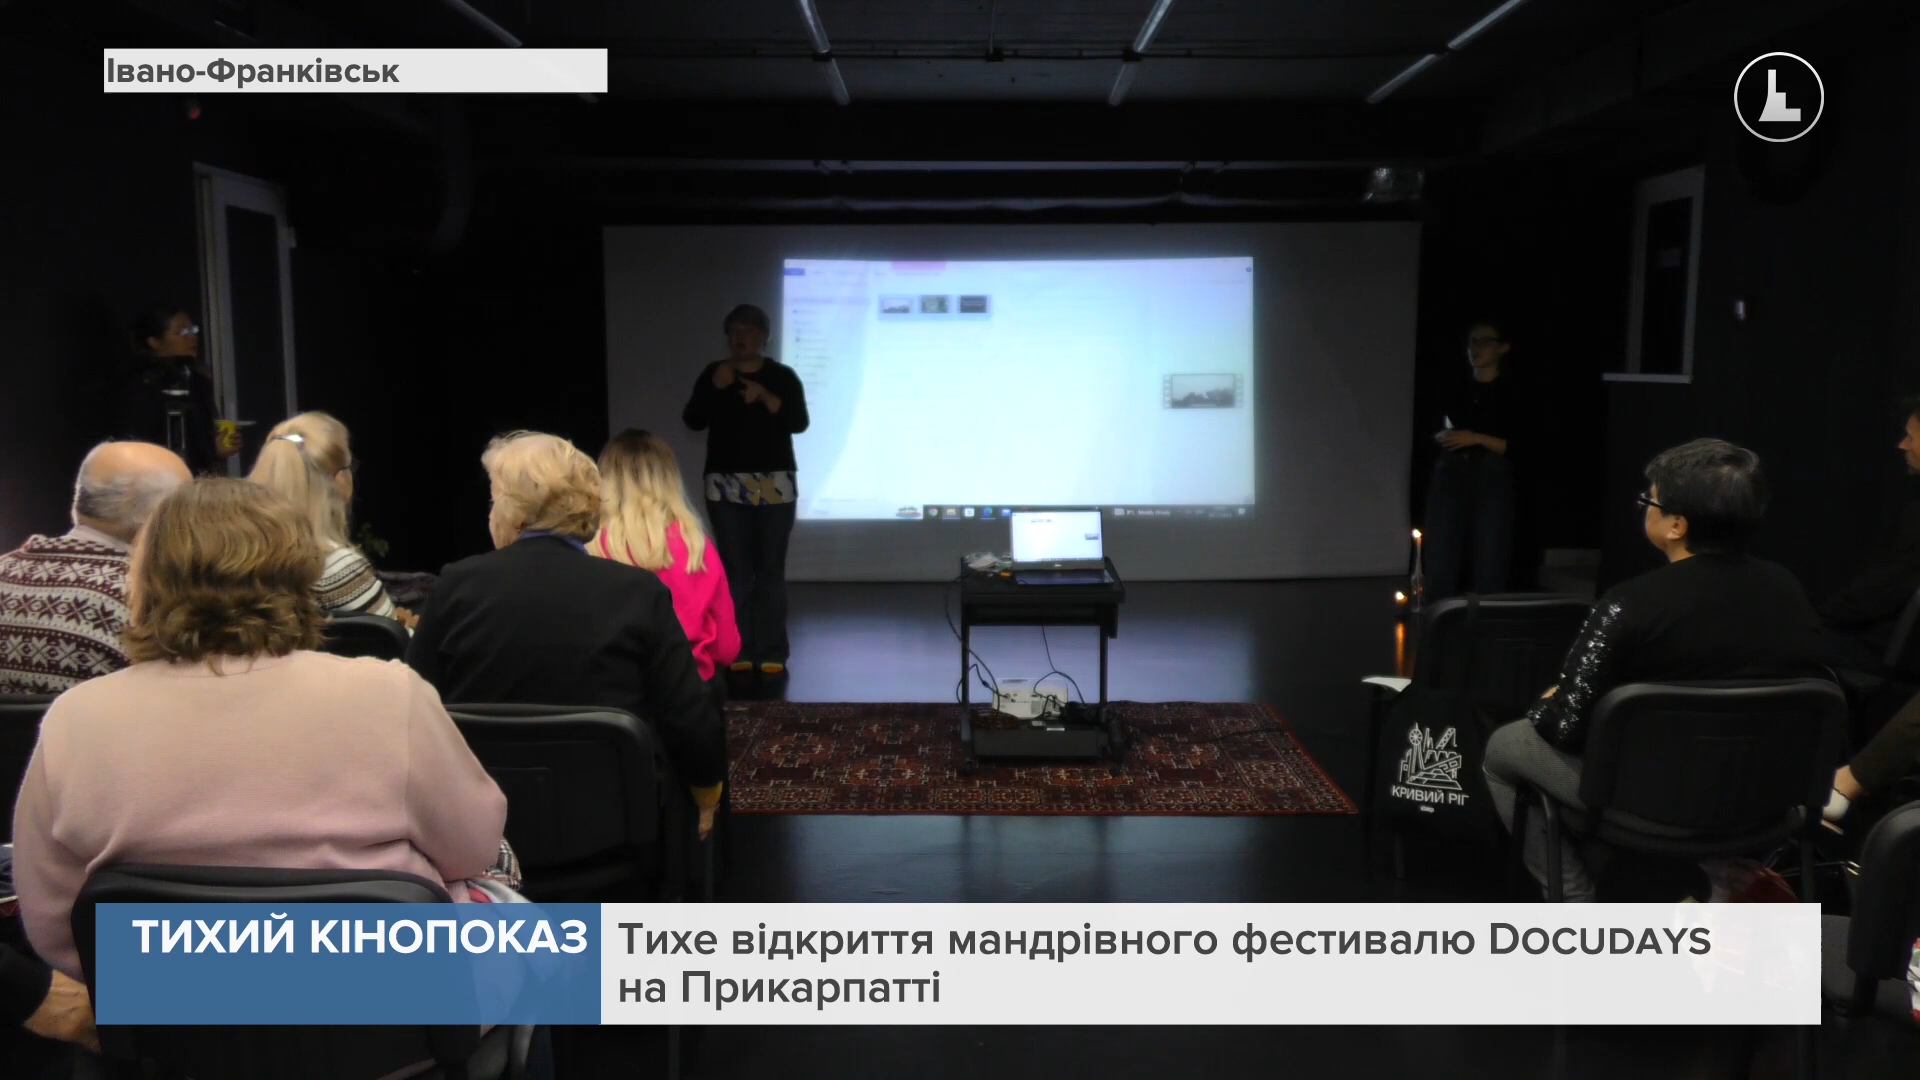 Івано-Франківськ
КРИВИЙ РІГ
ТИХИЙ КІНОПОКАЗ
Тихе відкриття мандрівного фестивалю DOCUDAYS
на Прикарпатті